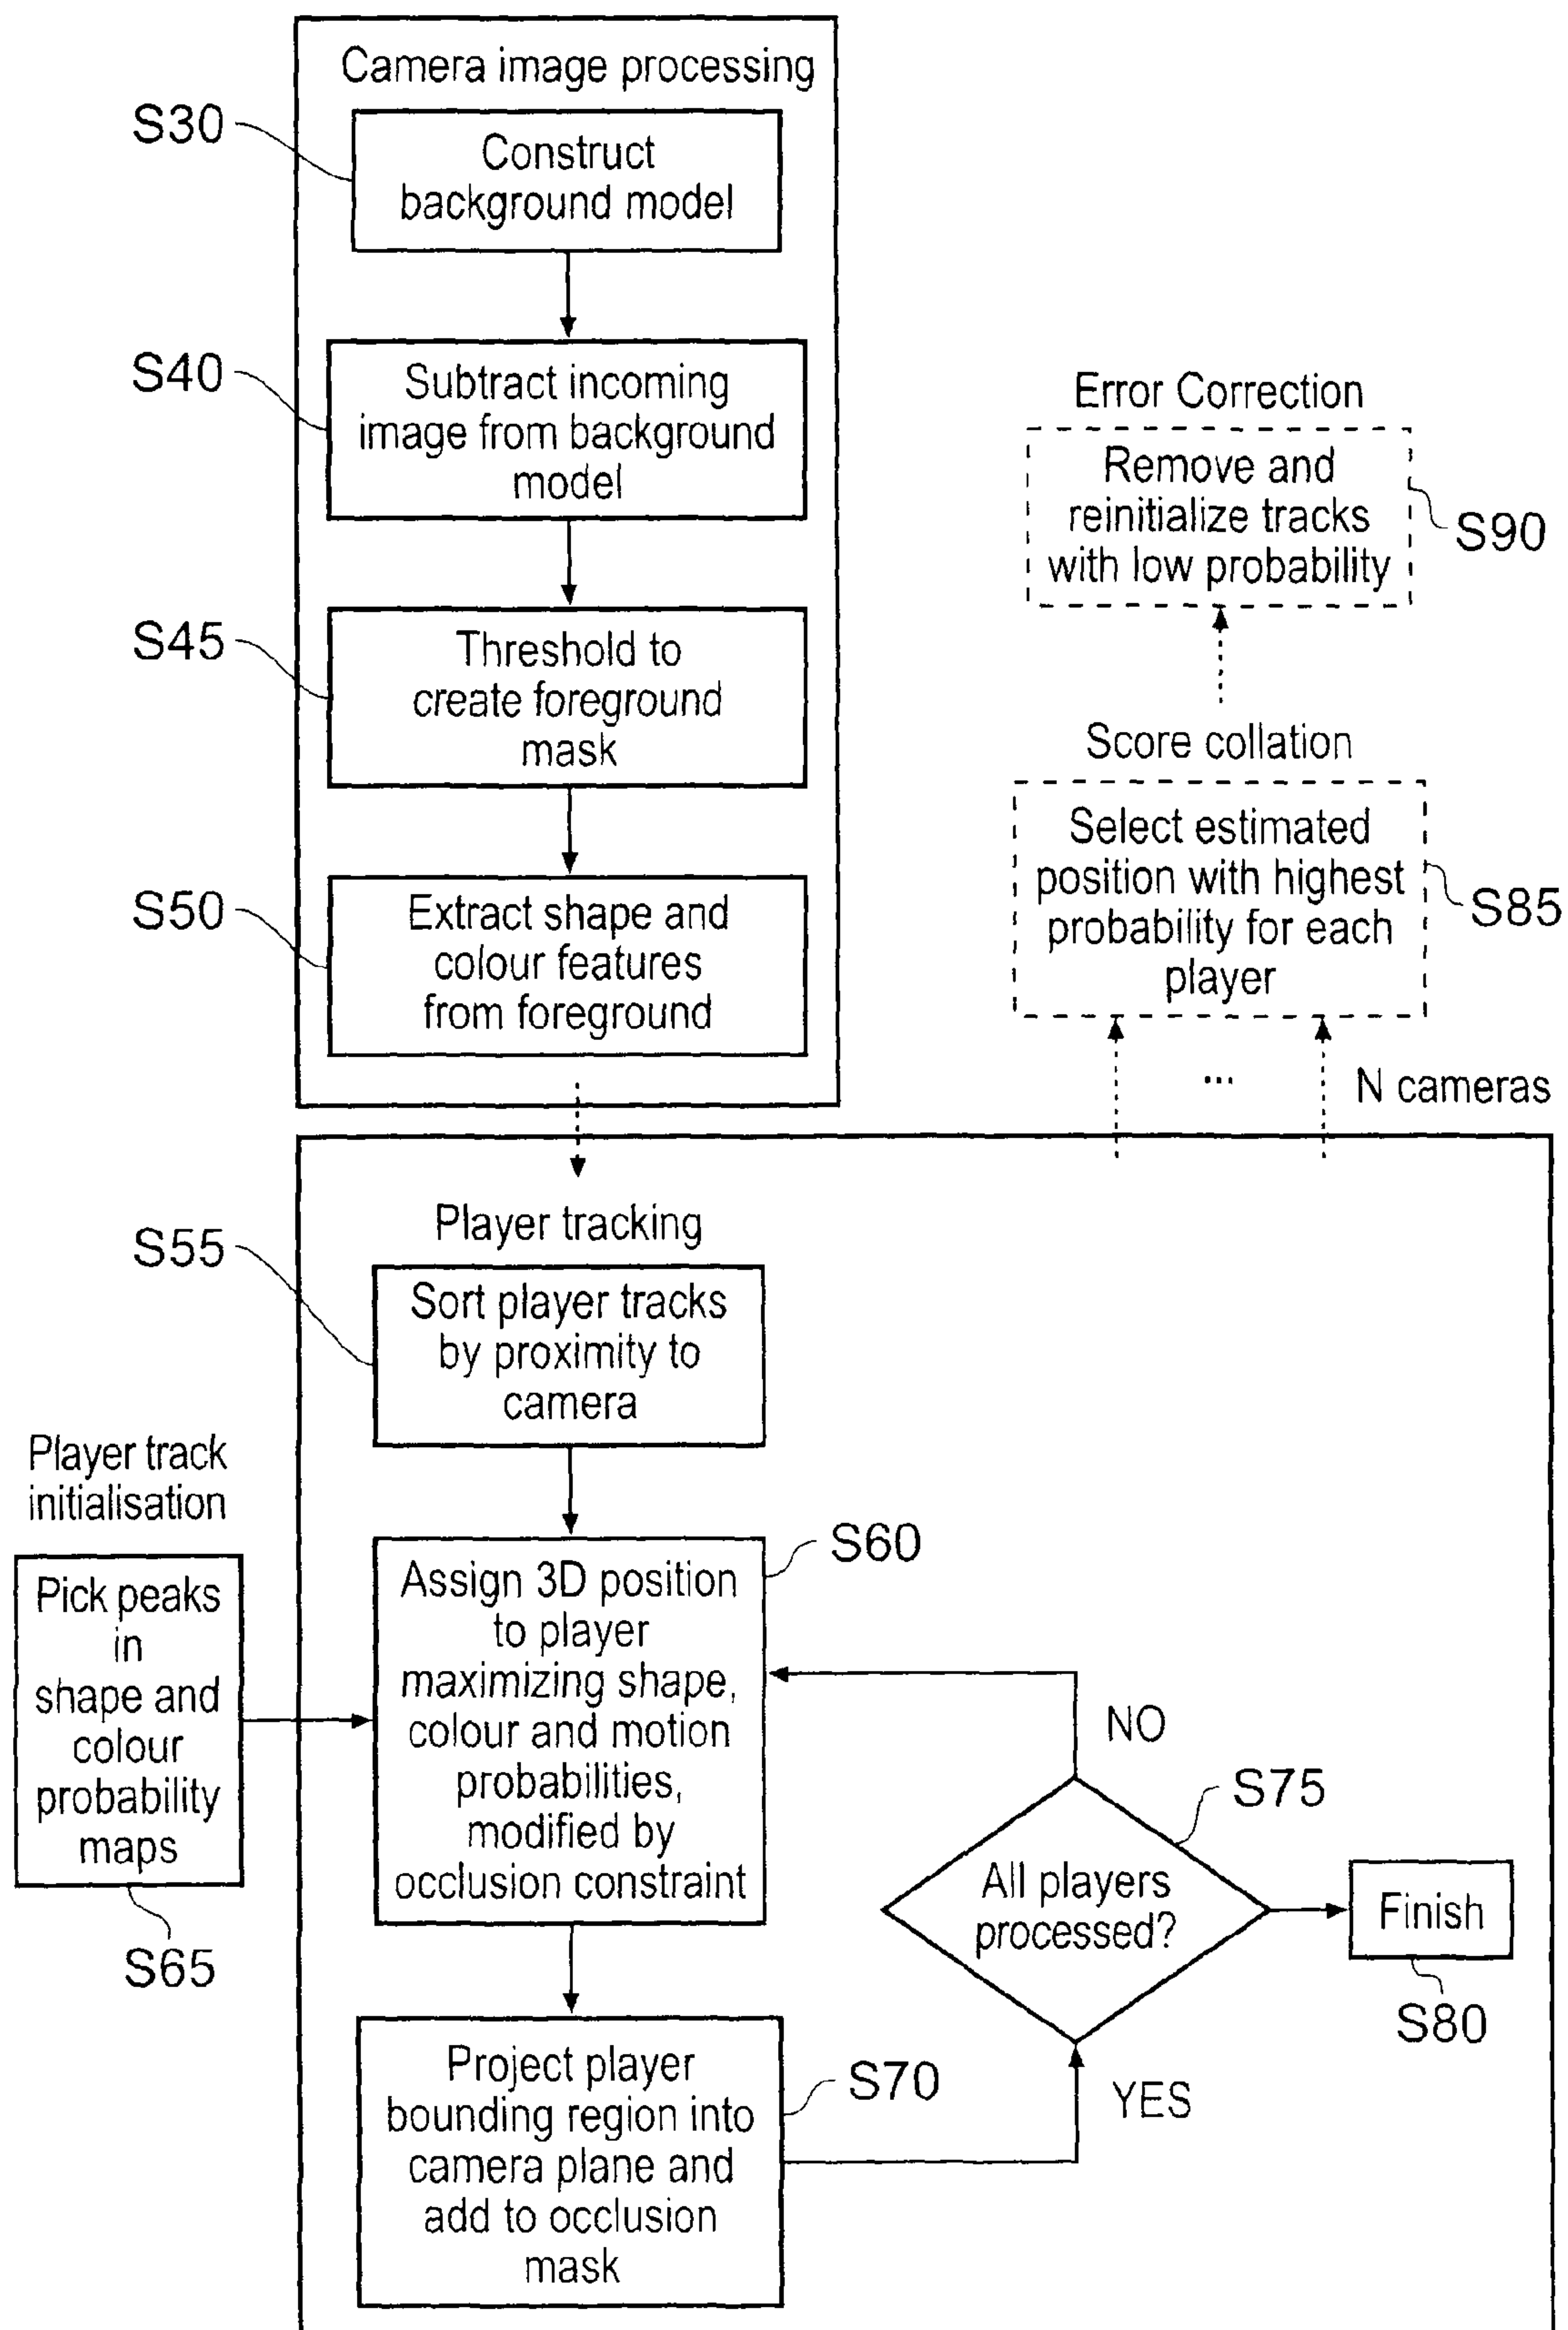 Camera image processing
S30
Construct
background model
S40
Subtract incoming
image from background
model
S45
Threshold to
create foreground
mask
S50
Extract shape and
colour features
from foreground
Error Correction
Remove and
reinitialize tracks
with low probability
S90
Score collation
Select estimated
position with highest
probability for each
player
S85
...
N cameras
Player tracking
S55
Sort player tracks
by proximity to
camera
Player track
initialisation
Pick peaks
in
shape and
colour
probability
maps
S65
S60
Assign 3D position
to player
maximizing shape,
colour and motion
probabilities,
modified by
occlusion constraint
NO
S75
All players
processed?
Finish
S80
YES
S70
Project player
bounding region into
camera plane and
add to occlusion
mask